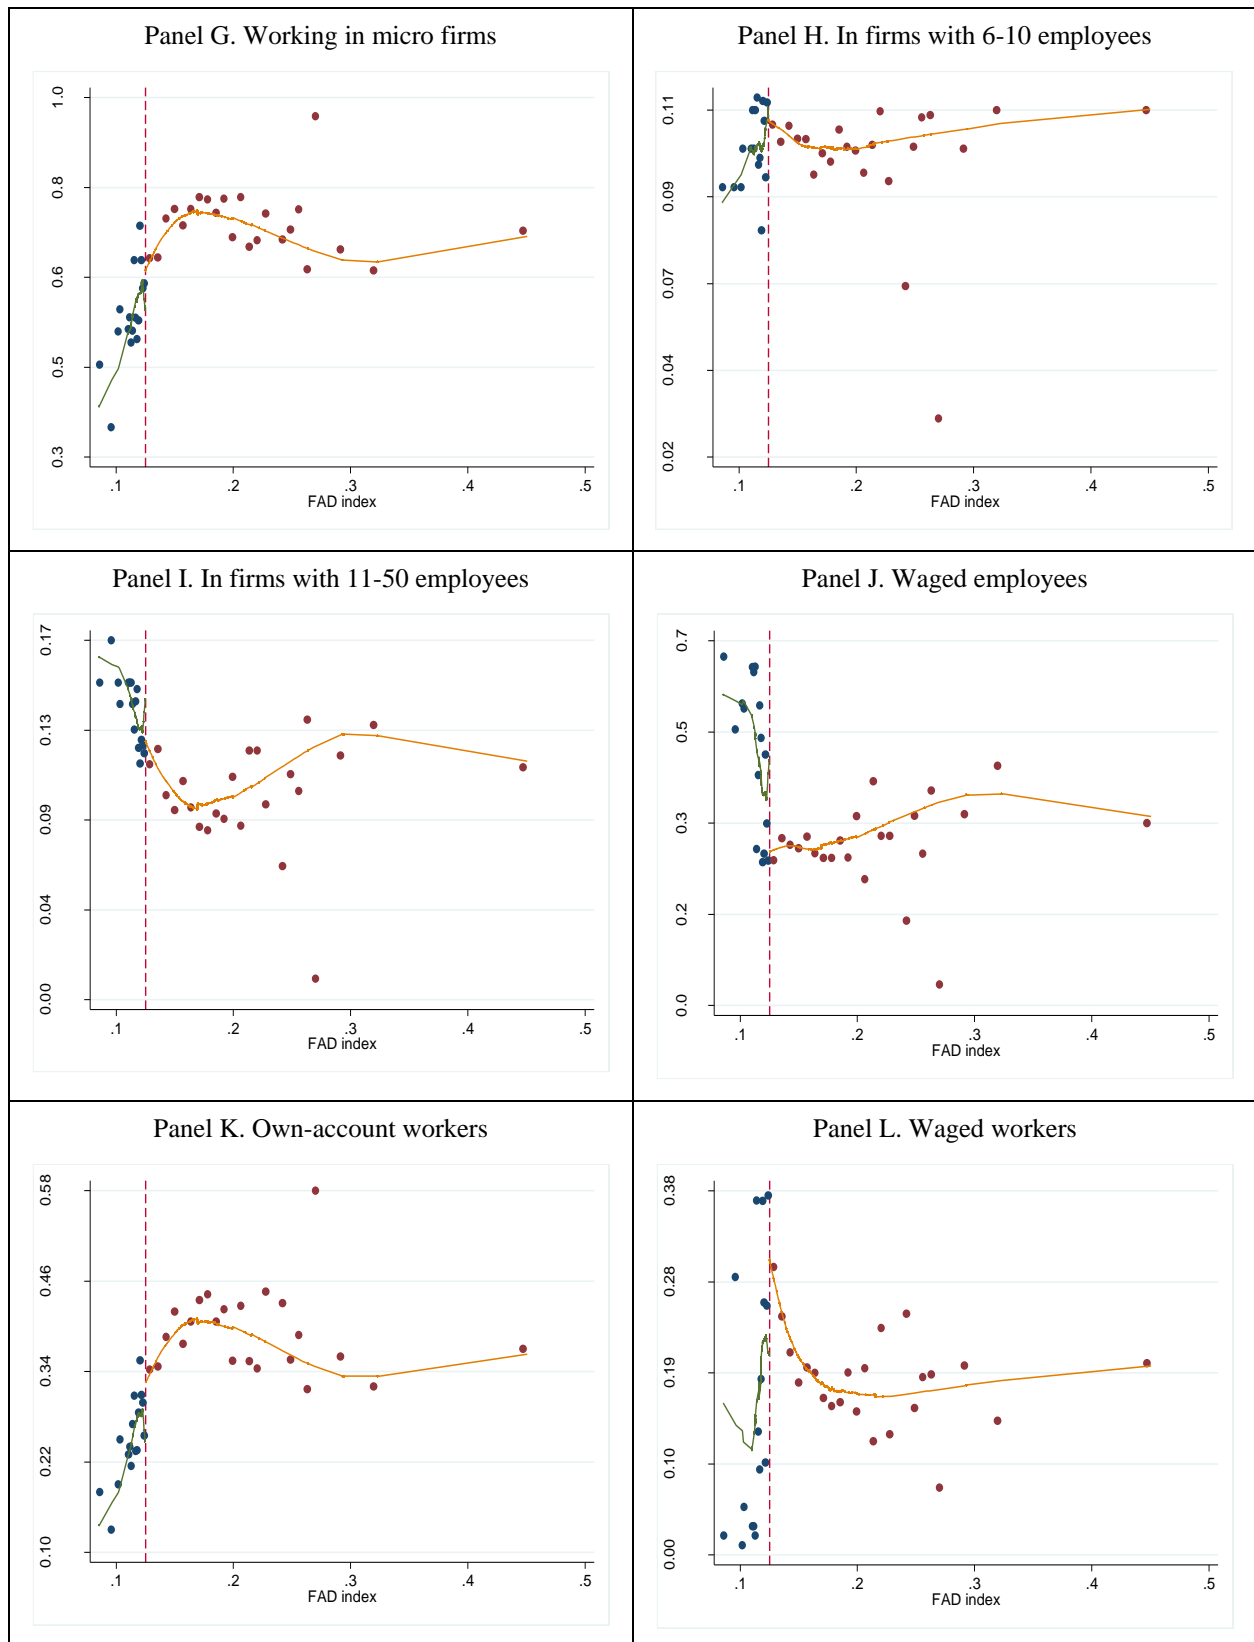 Panel G. Working in micro firms
1.0
0.8
0.6
0.5
0.3
.1 .2 .3 .4 .5
FAD index
Panel H. In firms with 6-10 employees
0.11
0.09
0.07
0.04
0.02
.1 .2 .3 .4 .5
FAD index
Panel I. In firms with 11-50 employees
0.17
0.13
0.09
0.04
0.00
.1 .2 .3 .4 .5
FAD index
Panel J. Waged employees
0.7
0.5
0.3
0.2
0.0
.1 .2 .3 .4 .5
FAD index
Panel K. Own-account workers
0.58
0.46
0.34
0.22
0.10
.1 .2 .3 .4 .5
FAD index
Panel L. Waged workers
0.38
0.28
0.19
0.10
0.00
.1 .2 .3 .4 .5
FAD index